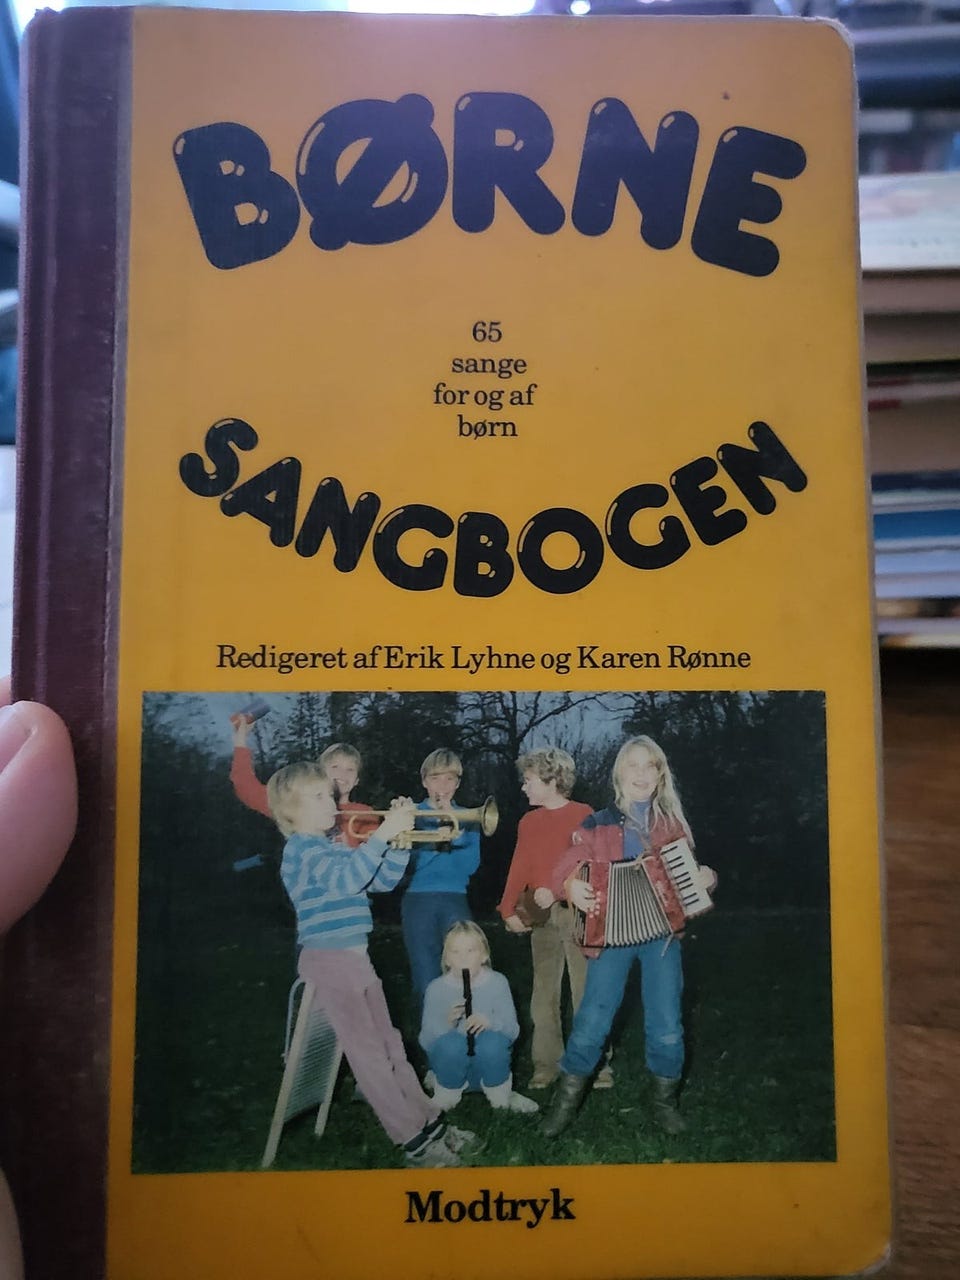 BØRNE
65
sange
for og af
børn
SANGBOGEN
Redigeret af Erik Lyhne og Karen Rønne
Modtryk